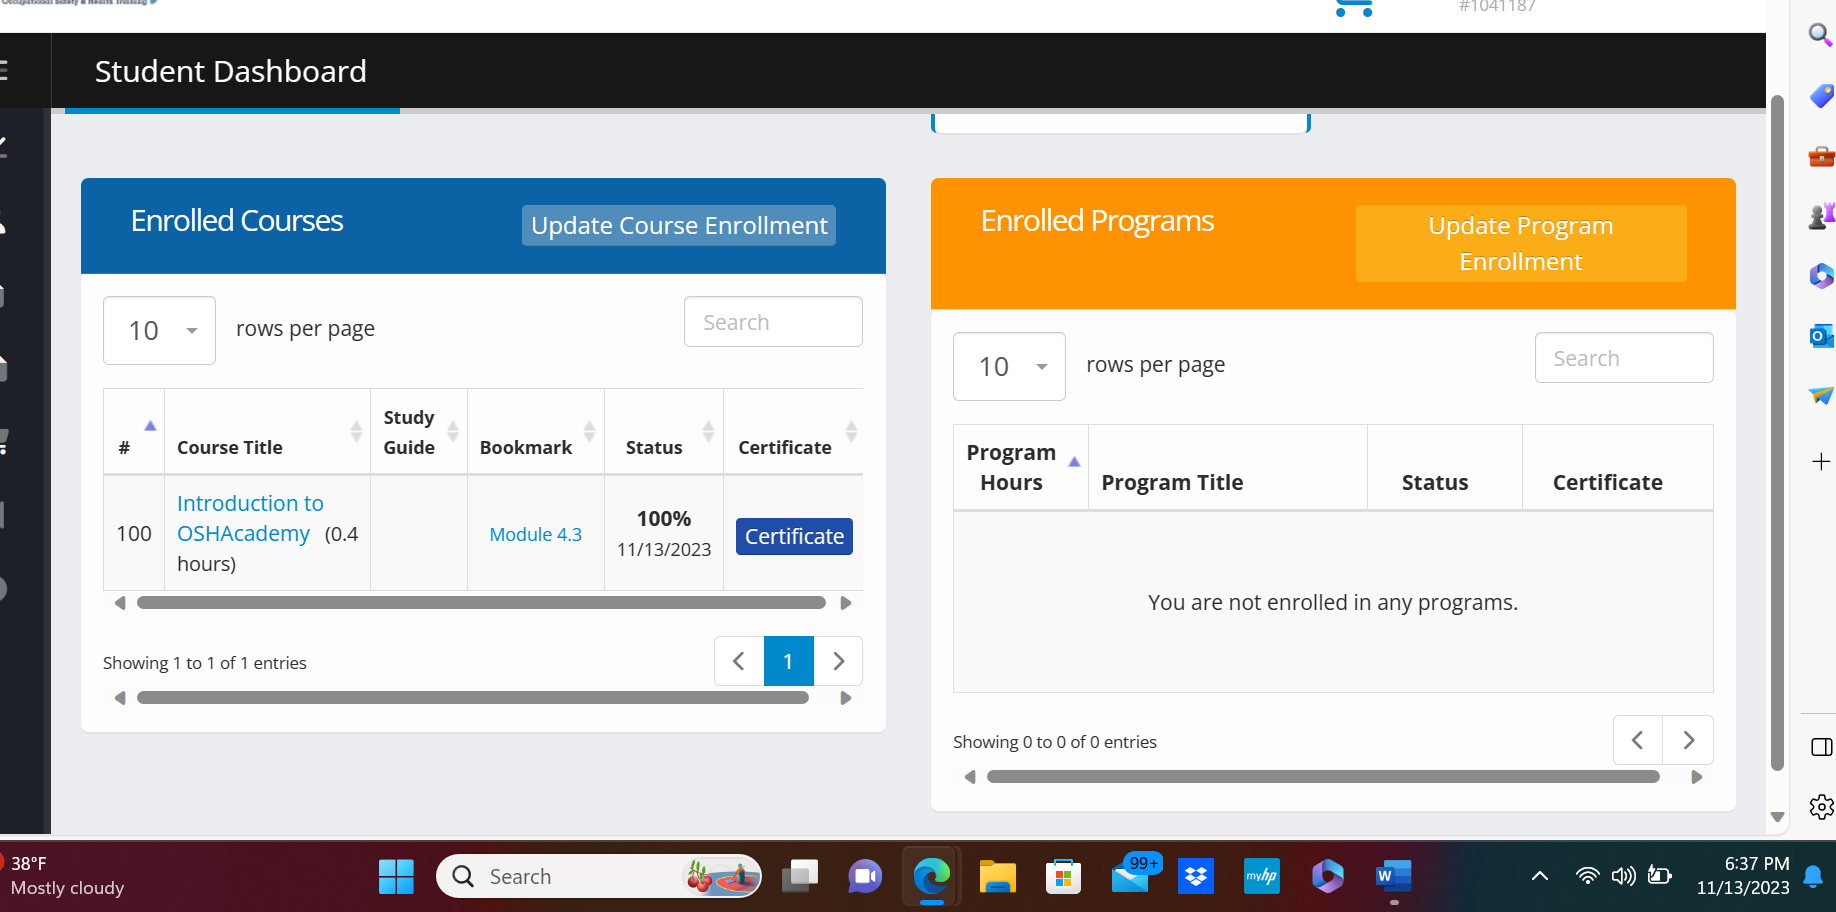 Occupational Safety & Health Training
#1041187
Student Dashboard
Enrolled Courses
Update Course Enrollment
10
rows per page
Search
#
Course Title
Study
Guide
Bookmark
Status
Certificate
100
Introduction to
OSHAcademy (0.4
hours)
Module 4.3
100%
11/13/2023
Certificate
Showing 1 to 1 of 1 entries
1
Enrolled Programs
Update Program
Enrollment
10
rows per page
Search
Program
Hours
Program Title
Status
Certificate
You are not enrolled in any programs.
Showing 0 to 0 of 0 entries
38°F
Mostly cloudy
Search
99+
myhp
W
6:37 PM
11/13/2023